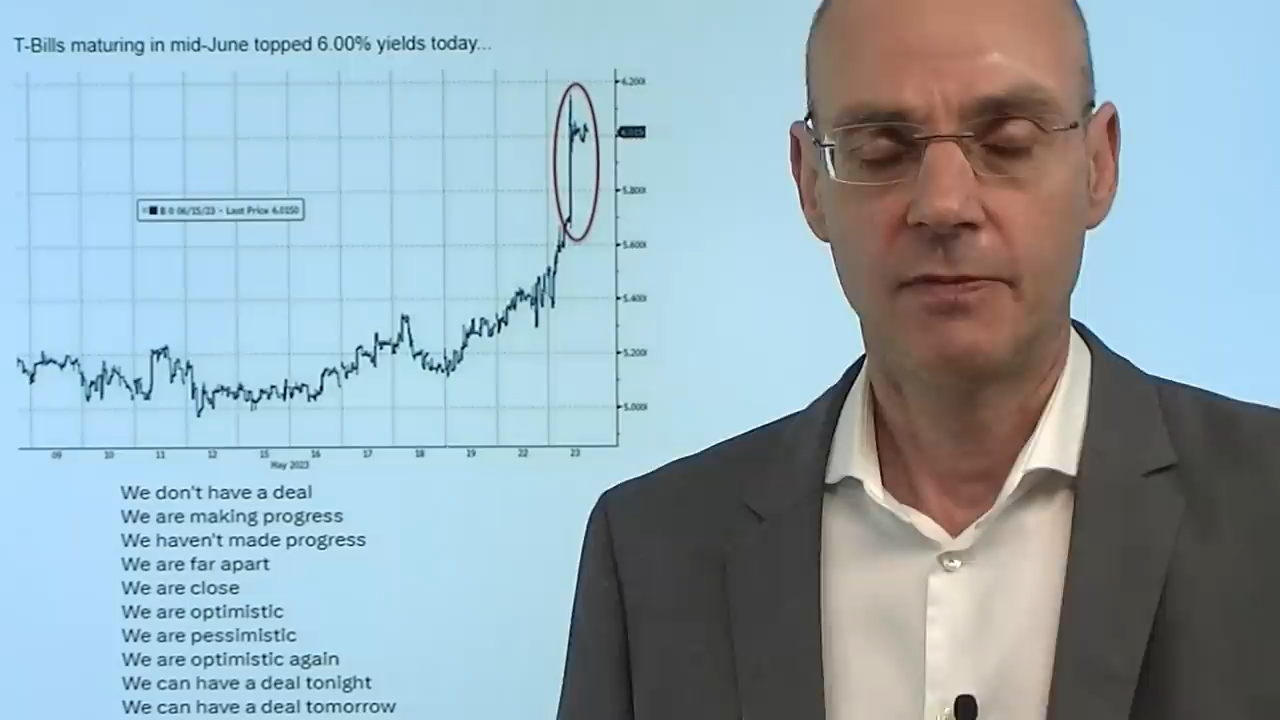 T-Bills maturing in mid-June topped 6.00% yields today...
6.200
6.015
B 0 06/15/23 - Last Price 6.0150
5.800
5.600
5.400
5.200
5.000
09 10 11 12 15 16 17 18 19 22 23
May 2023
We don't have a deal
We are making progress
We haven't made progress
We are far apart
We are close
We are optimistic
We are pessimistic
We are optimistic again
We can have a deal tonight
We can have a deal tomorrow